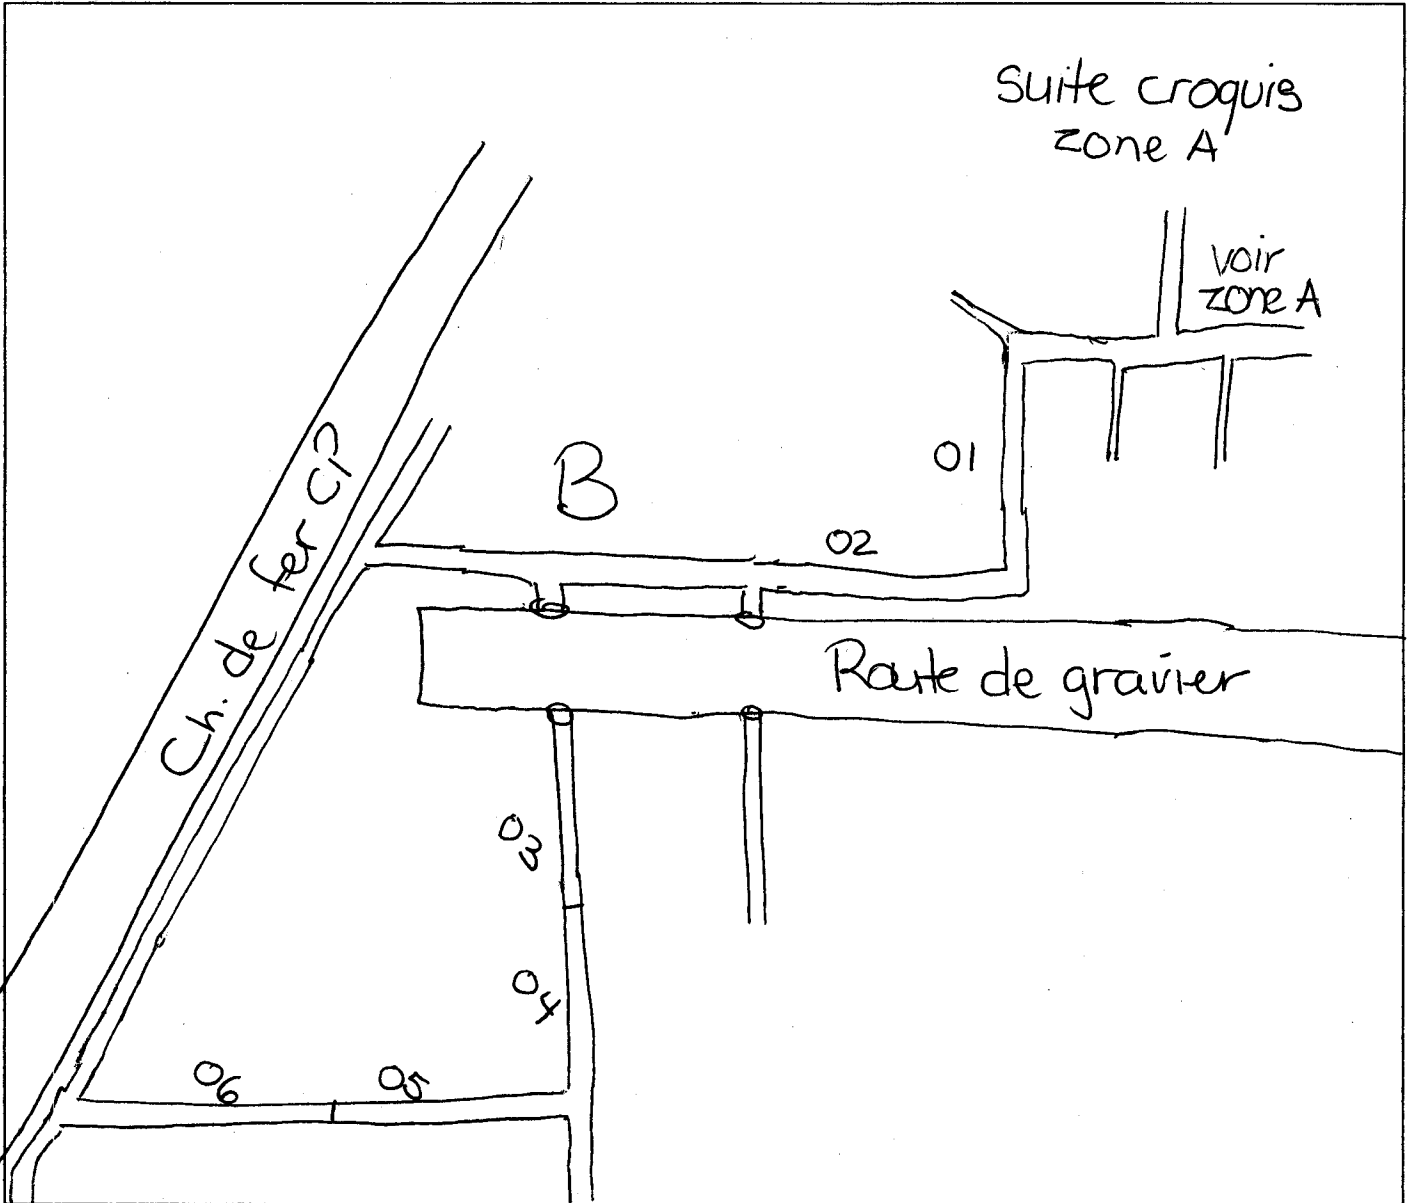 Suite croquis
zone A
voir
zone A
01
B
02
Ch. de fer CP
Route de gravier
03
04
06
05